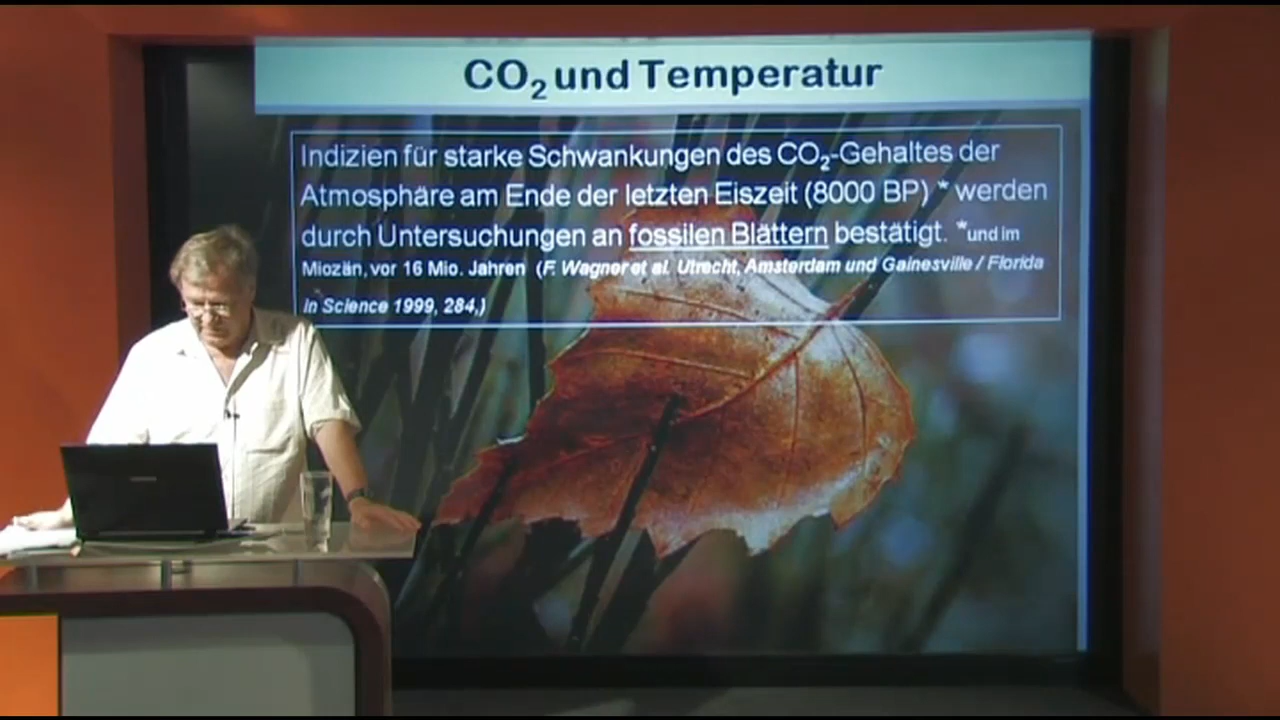 CO₂ und Temperatur
Indizien für starke Schwankungen des CO₂-Gehaltes der
Atmosphäre am Ende der letzten Eiszeit (8000 BP) * werden
durch Untersuchungen an fossilen Blättern bestätigt. *und im
Miozän, vor 16 Mio. Jahren (F. Wagner et al. Utrecht, Amsterdam und Gainesville / Florida
in Science 1999, 284,)